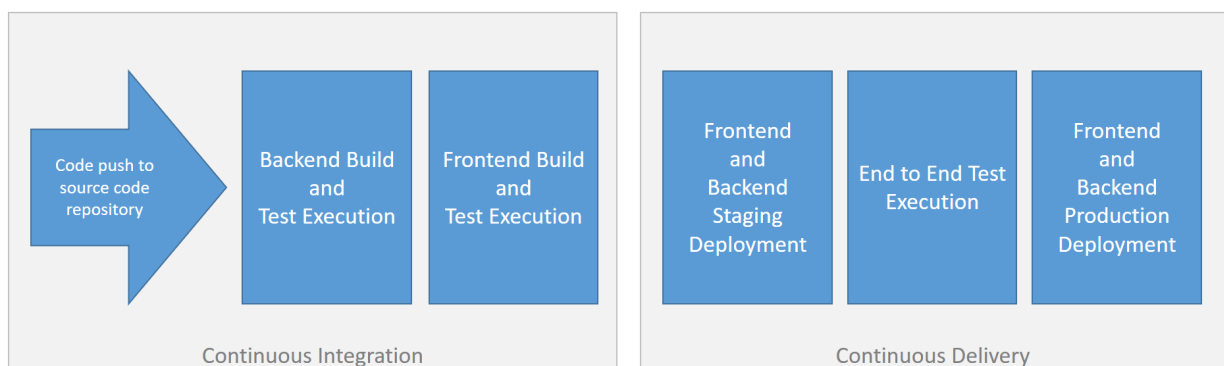 Code push to
source code
repository
Backend Build
and
Test Execution
Frontend Build
and
Test Execution
Continuous Integration
Frontend
and
Backend
Staging
Deployment
End to End Test
Execution
Frontend
and
Backend
Production
Deployment
Continuous Delivery